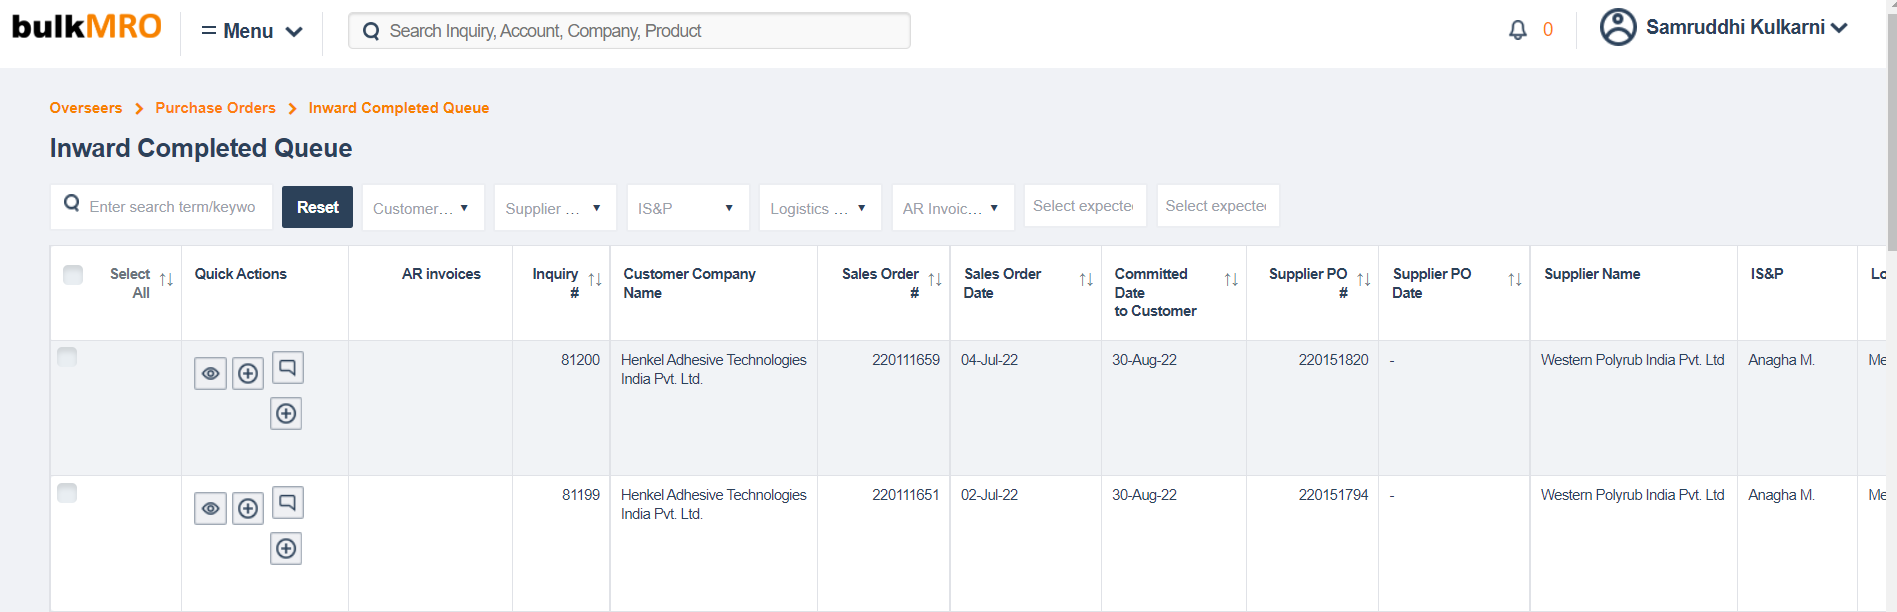 bulkMRO
Menu
Search Inquiry, Account, Company, Product
0
Samruddhi Kulkarni
Overseers > Purchase Orders > Inward Completed Queue
Inward Completed Queue
Enter search term/keywo
Reset
Customer...
Supplier ...
IS&P
Logistics ...
AR Invoic...
Select expecte
Select expecte
Select All
Quick Actions
AR invoices
Inquiry #
Customer Company Name
Sales Order #
Sales Order Date
Committed Date to Customer
Supplier PO #
Supplier PO Date
Supplier Name
IS&P
Lo
81200
Henkel Adhesive Technologies India Pvt. Ltd.
220111659
04-Jul-22
30-Aug-22
220151820
-
Western Polyrub India Pvt. Ltd
Anagha M.
Me
81199
Henkel Adhesive Technologies India Pvt. Ltd.
220111651
02-Jul-22
30-Aug-22
220151794
-
Western Polyrub India Pvt. Ltd
Anagha M.
Me